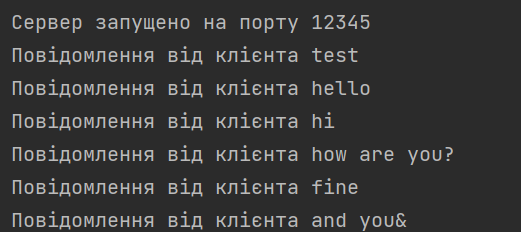 Сервер запущено на порту 12345
Повідомлення від клієнта test
Повідомлення від клієнта hello
Повідомлення від клієнта hi
Повідомлення від клієнта how are you?
Повідомлення від клієнта fine
Повідомлення від клієнта and you&